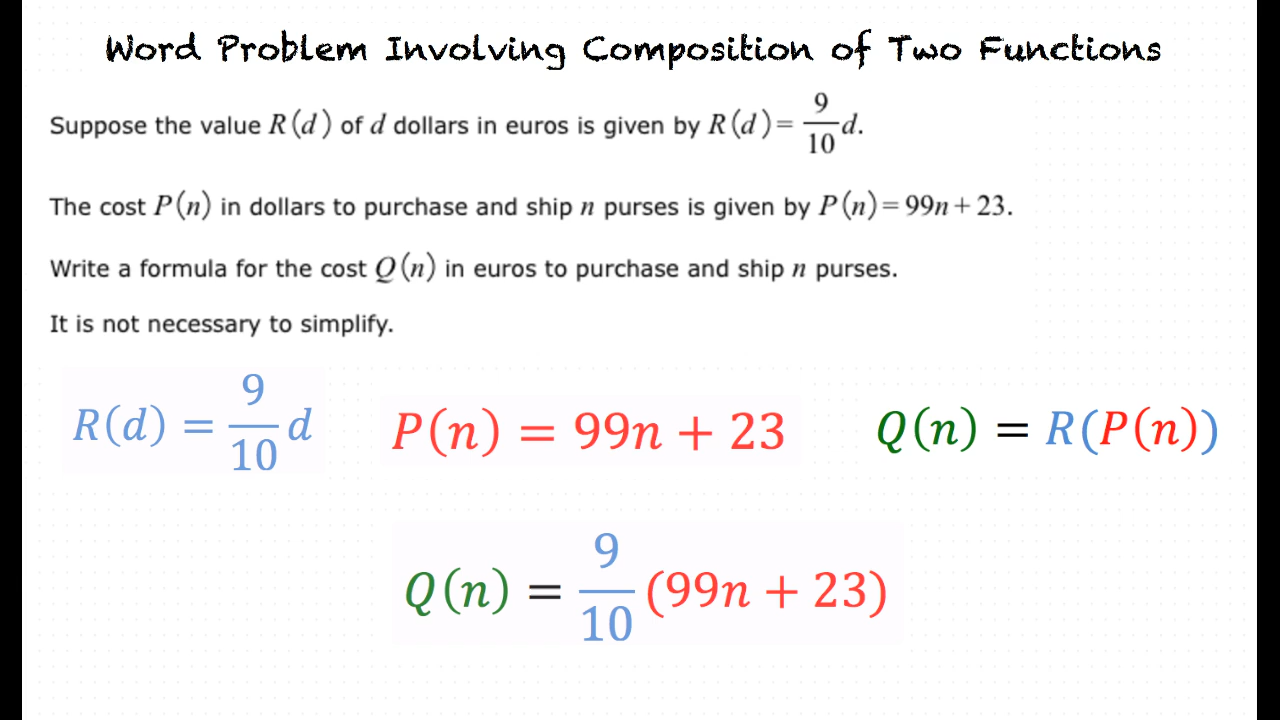 Word Problem Involving Composition of Two Functions
Suppose the value R(d) of d dollars in euros is given by R(d)= 9/10 d.
The cost P(n) in dollars to purchase and ship n purses is given by P(n)=99n+23.
Write a formula for the cost Q(n) in euros to purchase and ship n purses.
It is not necessary to simplify.
R(d) = 9/10 d
P(n) = 99n + 23
Q(n) = R(P(n))
Q(n) = 9/10 (99n + 23)